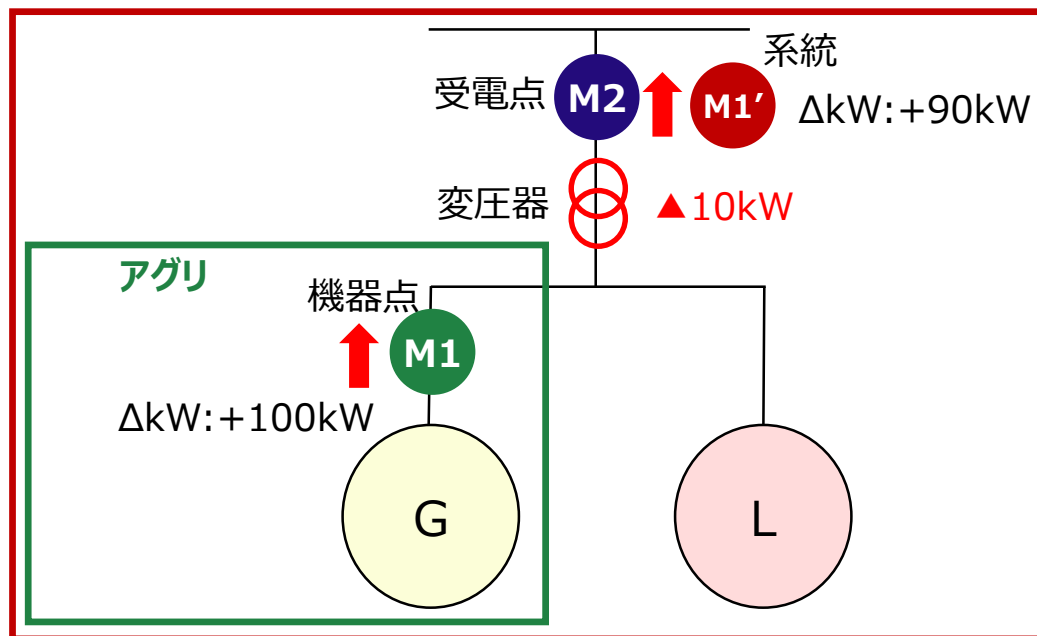 系統
受電点
M2
M1′
ΔkW:+90kW
変圧器
▲10kW
アグリ
機器点
M1
ΔkW:+100kW
G
L